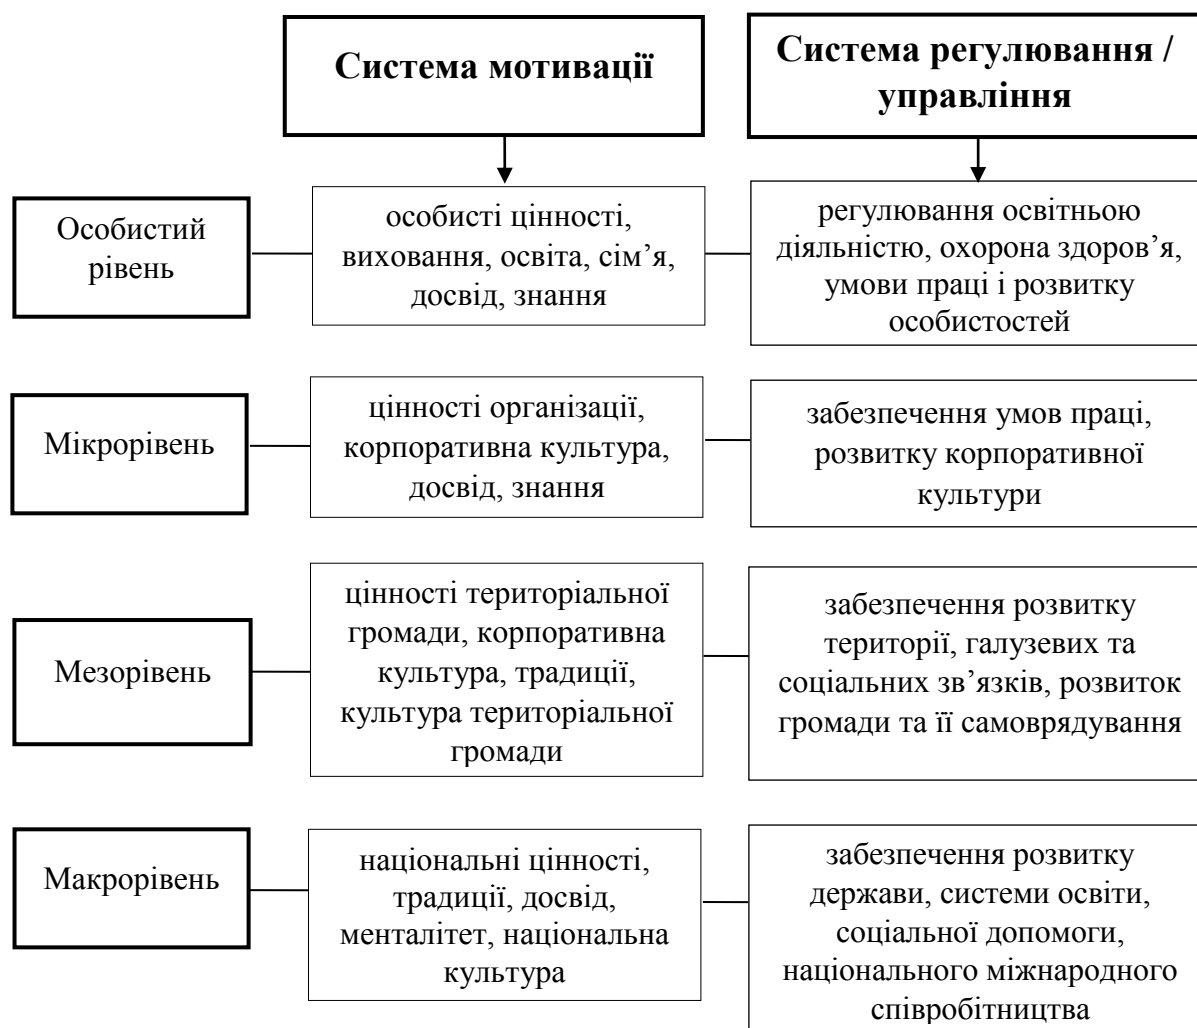 Система мотивації
Система регулювання /
управління
Особистий
рівень
особисті цінності,
виховання, освіта, сім’я,
досвід, знання
регулювання освітньою
діяльністю, охорона здоров’я,
умови праці і розвитку
особистостей
Мікрорівень
цінності організації,
корпоративна культура,
досвід, знання
забезпечення умов праці,
розвитку корпоративної
культури
Мезорівень
цінності територіальної
громади, корпоративна
культура, традиції,
культура територіальної
громади
забезпечення розвитку
території, галузевих та
соціальних зв’язків, розвиток
громади та її самоврядування
Макрорівень
національні цінності,
традиції, досвід,
менталітет, національна
культура
забезпечення розвитку
держави, системи освіти,
соціальної допомоги,
національного міжнародного
співробітництва